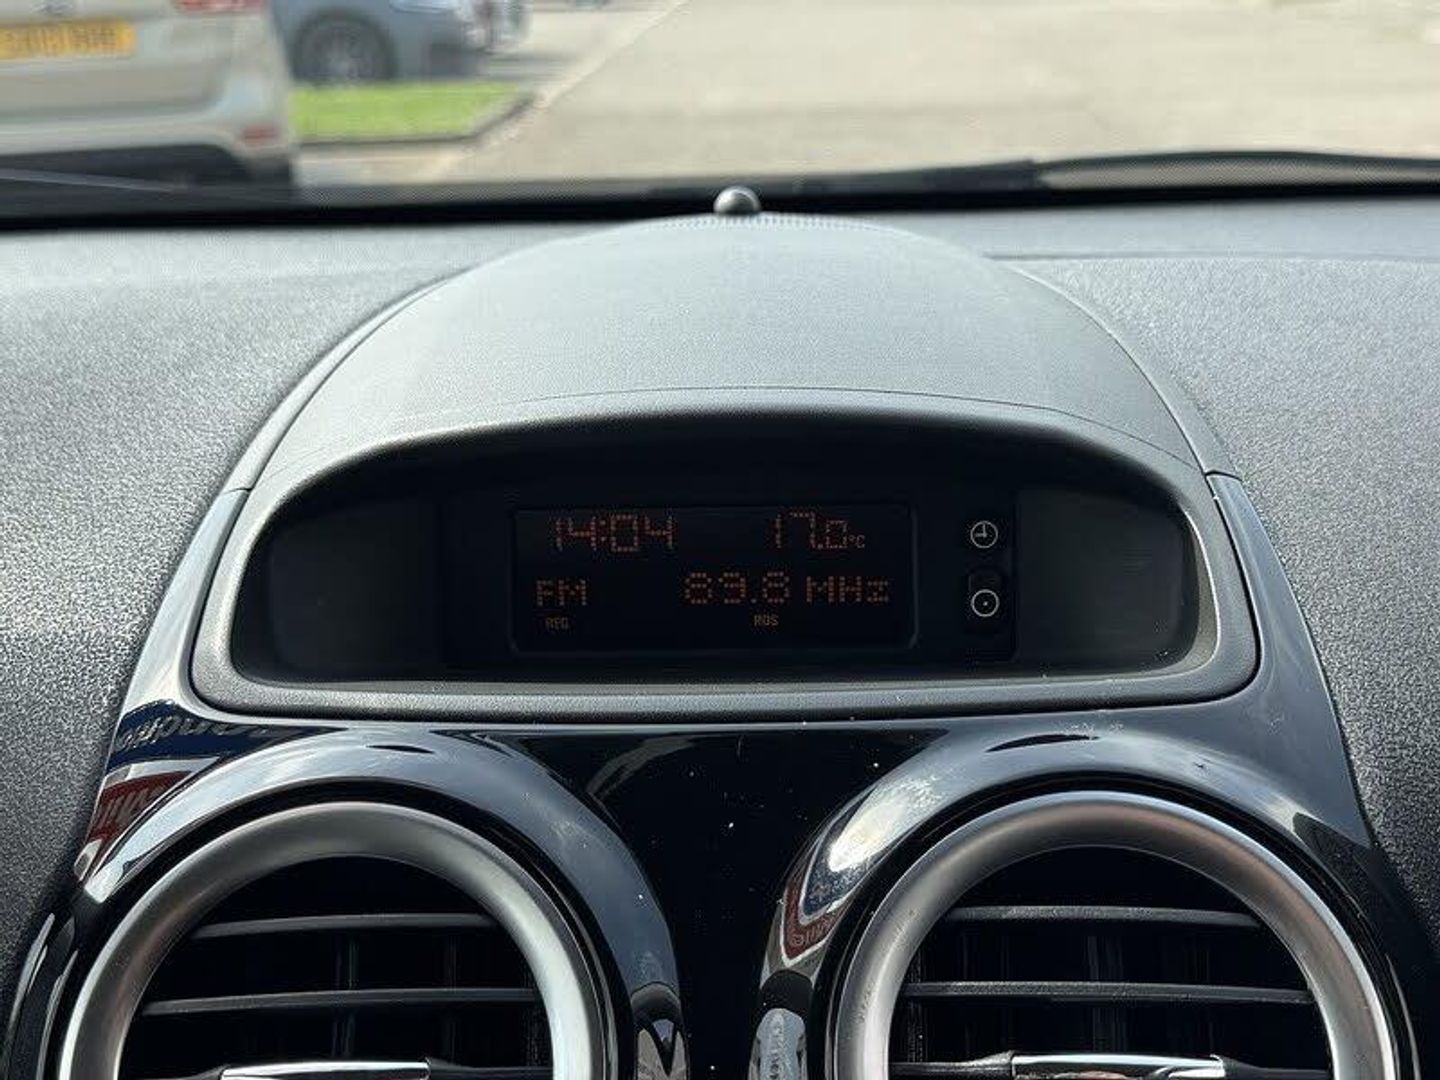 14:04 17.0°C
FM 89.8 MHz
REG RDS